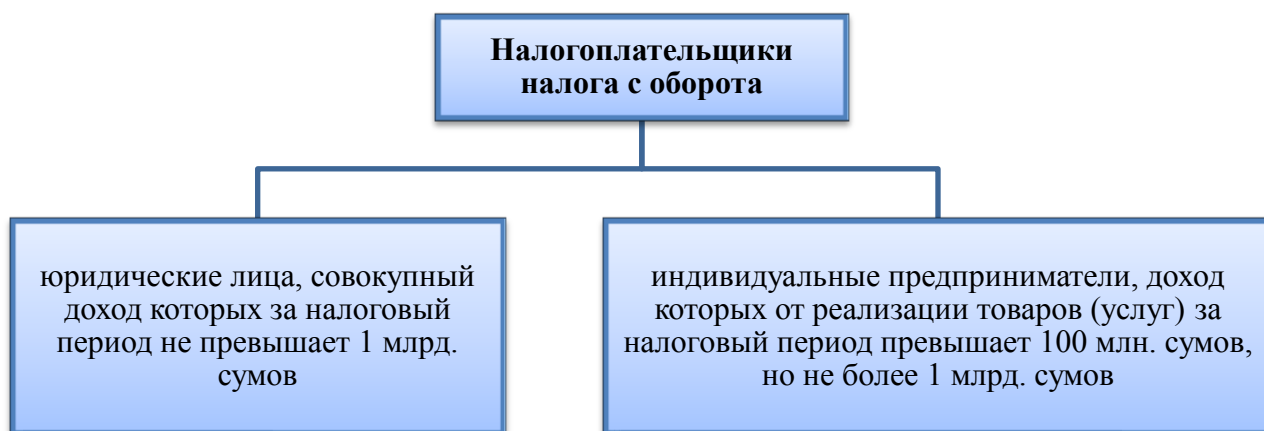 Налогоплательщики
налога с оборота
юридические лица, совокупный
доход которых за налоговый
период не превышает 1 млрд.
сумов
индивидуальные предприниматели, доход
которых от реализации товаров (услуг) за
налоговый период превышает 100 млн. сумов,
но не более 1 млрд. сумов